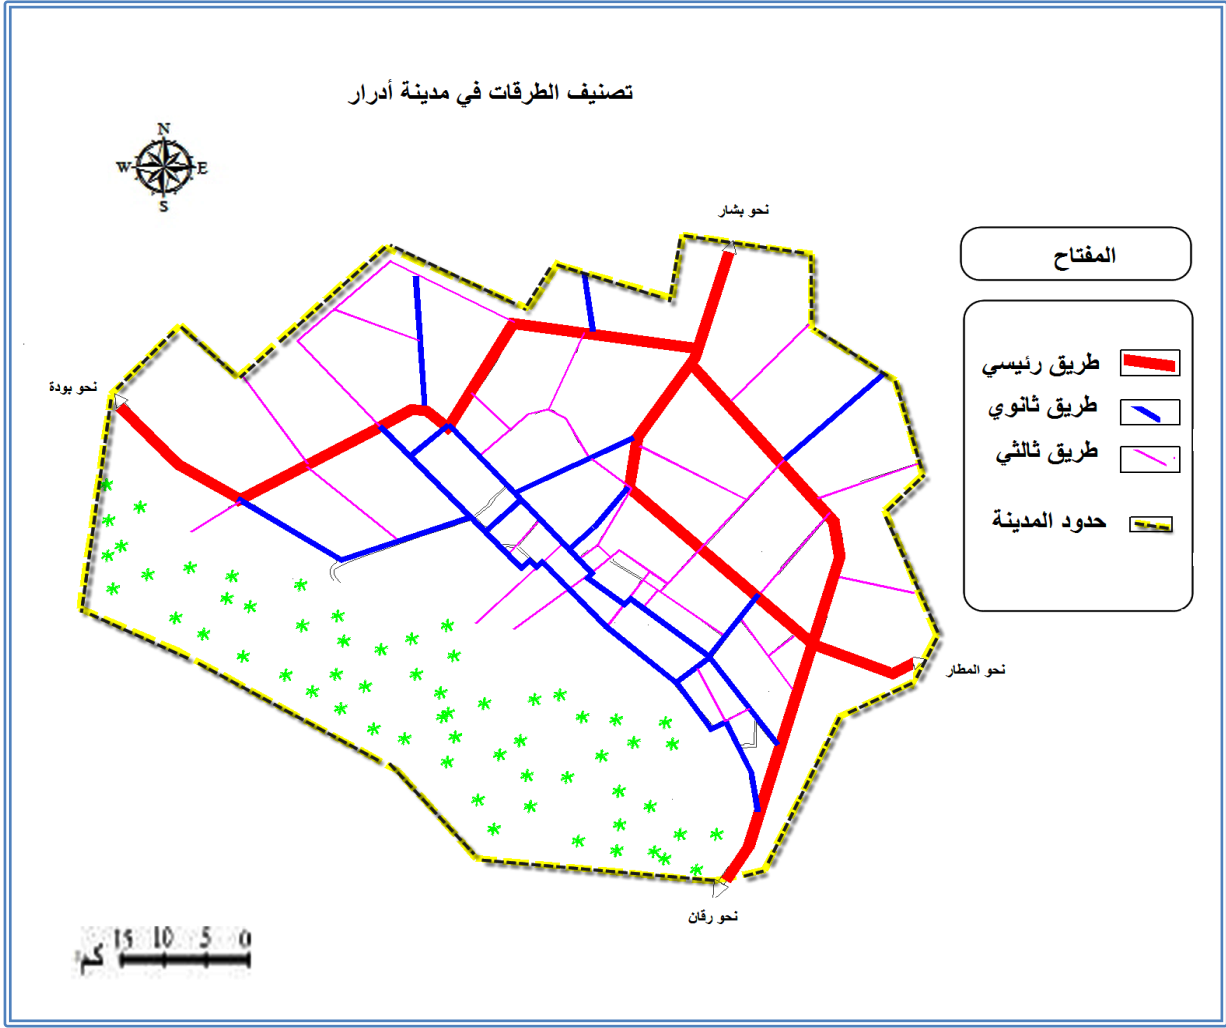 تصنيف الطرقات في مدينة أدرار
N
W E
S
نحو بشار
المفتاح
طريق رئيسي
طريق ثانوي
طريق ثالثي
حدود المدينة
نحو بودة
نحو المطار
نحو رقان
15 10 5 0
كم